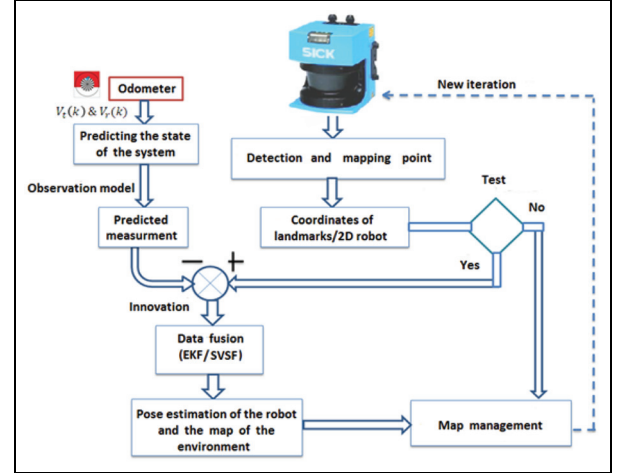 SICK
Odometer
New iteration
V_t(k) & V_r(k)
Predicting the state
of the system
Detection and mapping point
Observation model
Test
Predicted
measurment
Coordinates of
landmarks/2D robot
No
Yes
− +
Innovation
Data fusion
(EKF/SVSF)
Pose estimation of the robot
and the map of the
environment
Map management